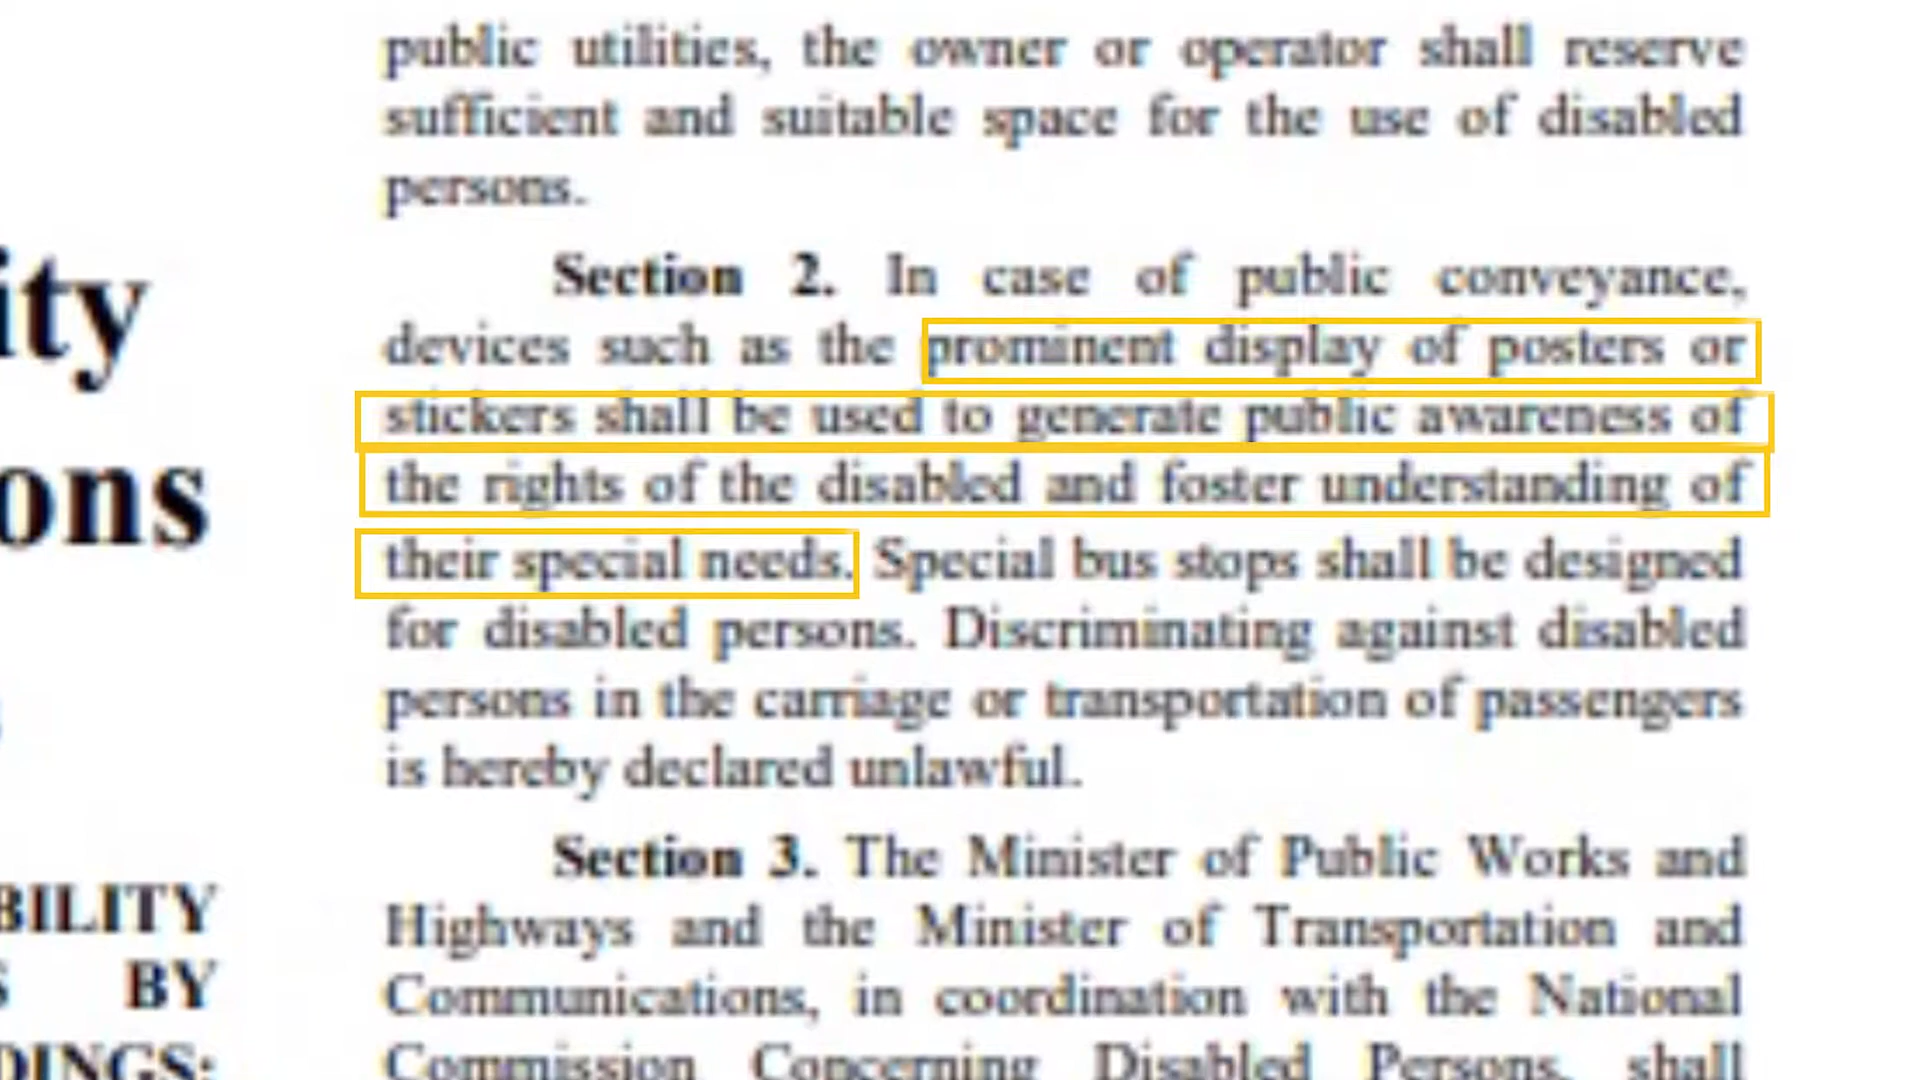 public utilities, the owner or operator shall reserve
sufficient and suitable space for the use of disabled
persons.
Section 2. In case of public conveyance,
devices such as the prominent display of posters or
stickers shall be used to generate public awareness of
the rights of the disabled and foster understanding of
their special needs. Special bus stops shall be designed
for disabled persons. Discriminating against disabled
persons in the carriage or transportation of passengers
is hereby declared unlawful.
Section 3. The Minister of Public Works and
Highways and the Minister of Transportation and
Communications, in coordination with the National
Commission Concerning Disabled Persons, shall
ity
ons
BILITY
S BY
DINGS: